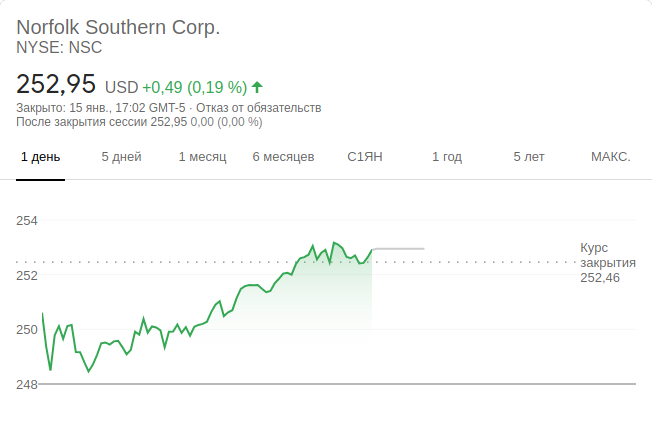 Norfolk Southern Corp.
NYSE: NSC
252,95 USD +0,49 (0,19 %)
Закрыто: 15 янв., 17:02 GMT-5 · Отказ от обязательств
После закрытия сессии 252,95 0,00 (0,00 %)
1 день 5 дней 1 месяц 6 месяцев С1ЯН 1 год 5 лет МАКС.
254
Курс
закрытия
252
252,46
250
248